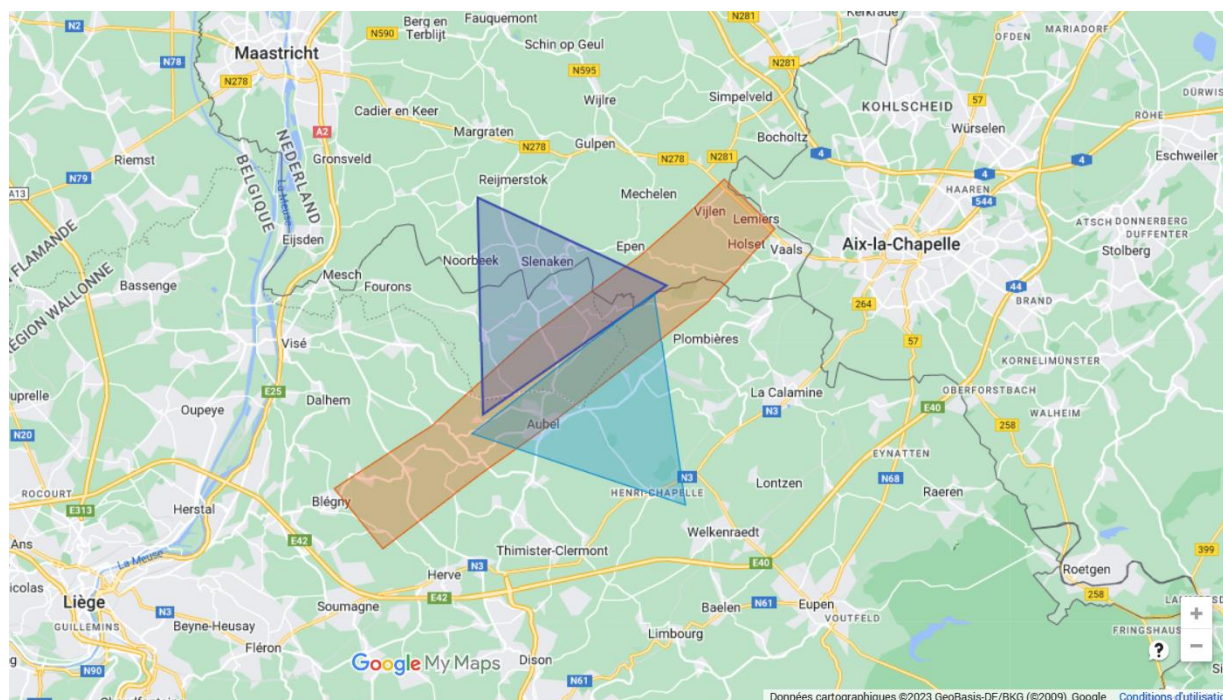 N2
N590
Berg en
Terblijt
Fauquemont
N281
Kerkrade
OFDEN
MARIADORF
Maastricht
N78
N278
Schin op Geul
N595
N281
DÜRWIS
Cadier en Keer
Wijlre
Simpelveld
KOHLSCHEID
57
RÖHE
A2
Margraten
N278
Gulpen
Bocholtz
Würselen
4
Eschweiler
Riemst
Gronsveld
N278
N281
4
4
N79
A13
NEDERLAND
BELGIQUE
La Meuse
Reijmerstok
Mechelen
HAAREN
544
Vijlen
Lemiers
ATSCH
DONNERBERG
DUFFENTER
Eijsden
Epen
Holset
Vaals
Aix-la-Chapelle
Stolberg
Noorbeek
Slenaken
N FLAMANDE
RÉGION WALLONNE
Mesch
Fourons
Bassenge
44
BRAND
264
57
Visé
Plombières
KORNELIMÜNSTER
E25
La Calamine
OBERFORSTBACH
Dalhem
Oupeye
N3
E40
WALHEIM
258
N20
Aubel
EYNATTEN
N3
N68
ROCOURT
Blégny
HENRI-CHAPELLE
Lontzen
Raeren
E313
Herstal
E42
Welkenraedt
Ans
La Meuse
Thimister-Clermont
N3
E40
399
Roetgen
Herve
Liège
E42
N3
Soumagne
Baelen
N61
Eupen
258
GUILLEMINS
Beyne-Heusay
VOUTFELD
Fléron
Limbourg
+
FRINGSHAUS
?
−
N90
Google My Maps
Dison
N61
Données cartographiques ©2023 GeoBasis-DE/BKG (©2009), Google
Conditions d'utilisati